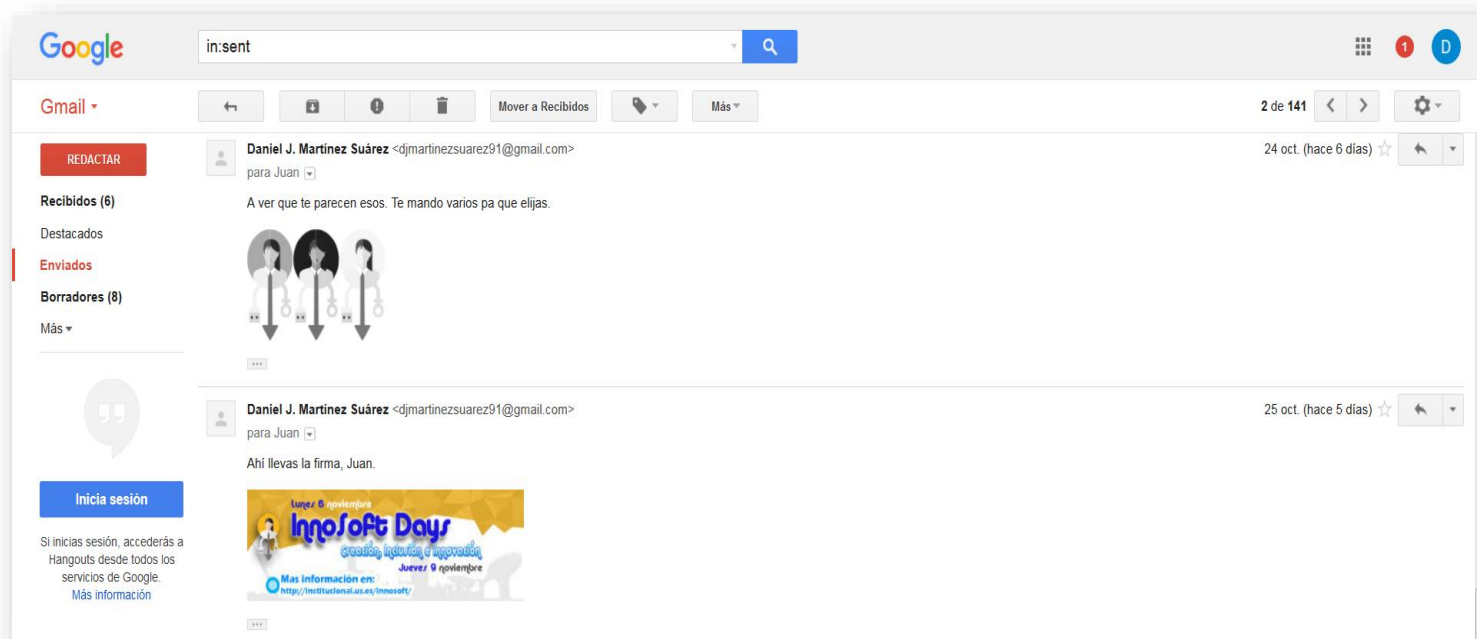 Google
in:sent
1
D
Gmail
Mover a Recibidos
Más
2 de 141
REDACTAR
Recibidos (6)
Destacados
Enviados
Borradores (8)
Más
Inicia sesión
Si inicias sesión, accederás a
Hangouts desde todos los
servicios de Google.
Más información
Daniel J. Martínez Suárez <djmartinezsuarez91@gmail.com>
24 oct. (hace 6 días)
para Juan
A ver que te parecen esos. Te mando varios pa que elijas.
Daniel J. Martínez Suárez <djmartinezsuarez91@gmail.com>
25 oct. (hace 5 días)
para Juan
Ahí llevas la firma, Juan.
Lunes 6 noviembre
InnoSoft Days
Creación, inclusión e innovación
Jueves 9 noviembre
Mas información en:
http://institucional.us.es/innosoft/